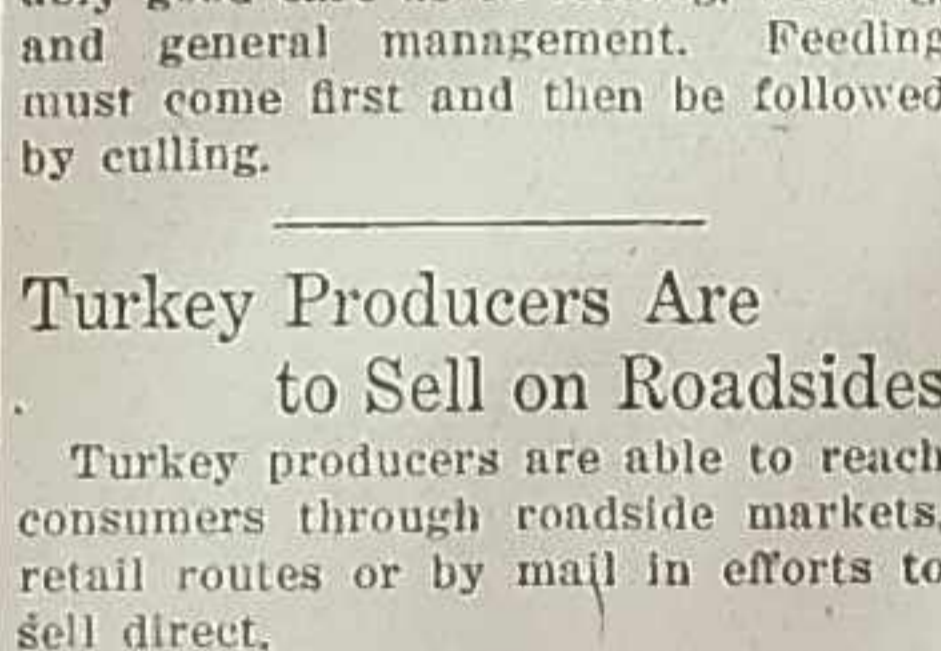 and general management. Feeding
must come first and then be followed
by culling.
Turkey Producers Are
to Sell on Roadsides
Turkey producers are able to reach
consumers through roadside markets,
retail routes or by mail in efforts to
sell direct.